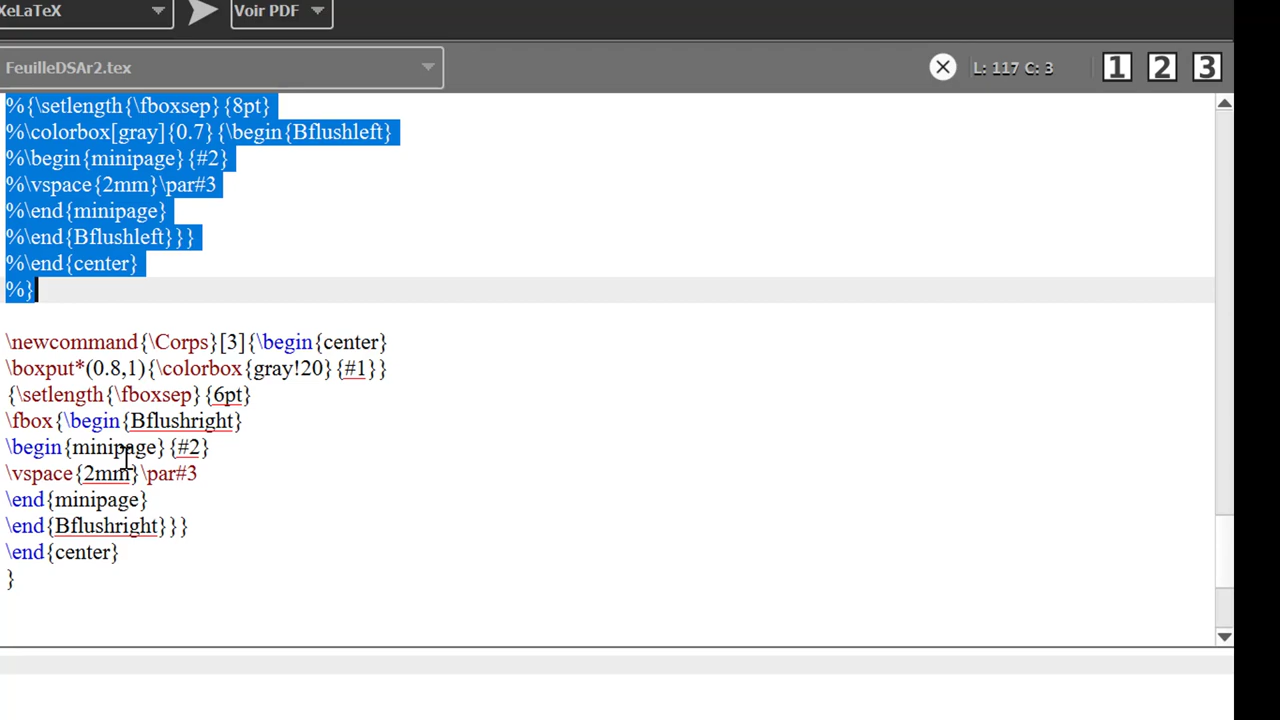 XeLaTeX
Voir PDF
FeuilleDSAr2.tex
L: 117 C: 3
1 2 3
%{\setlength{\fboxsep}{8pt}
%\colorbox[gray]{0.7}{\begin{Bflushleft}
%\begin{minipage}{#2}
%\vspace{2mm}\par#3
%\end{minipage}
%\end{Bflushleft}}}
%\end{center}
%}
\newcommand{\Corps}[3]{\begin{center}
\boxput*(0.8,1){\colorbox{gray!20}{#1}}
{\setlength{\fboxsep}{6pt}
\fbox{\begin{Bflushright}
\begin{minipage}{#2}
\vspace{2mm}\par#3
\end{minipage}
\end{Bflushright}}}
\end{center}
}